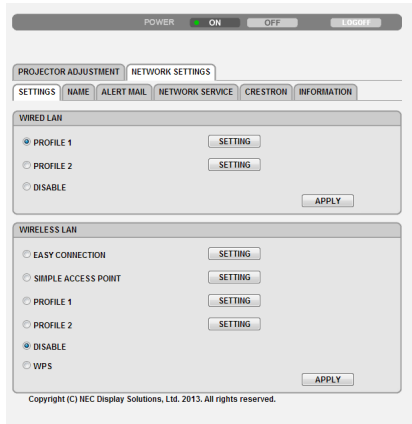 POWER ON OFF LOGOFF
PROJECTOR ADJUSTMENT NETWORK SETTINGS
SETTINGS NAME ALERT MAIL NETWORK SERVICE CRESTRON INFORMATION
WIRED LAN
PROFILE 1 SETTING
PROFILE 2 SETTING
DISABLE
APPLY
WIRELESS LAN
EASY CONNECTION SETTING
SIMPLE ACCESS POINT SETTING
PROFILE 1 SETTING
PROFILE 2 SETTING
DISABLE
WPS
APPLY
Copyright (C) NEC Display Solutions, Ltd. 2013. All rights reserved.